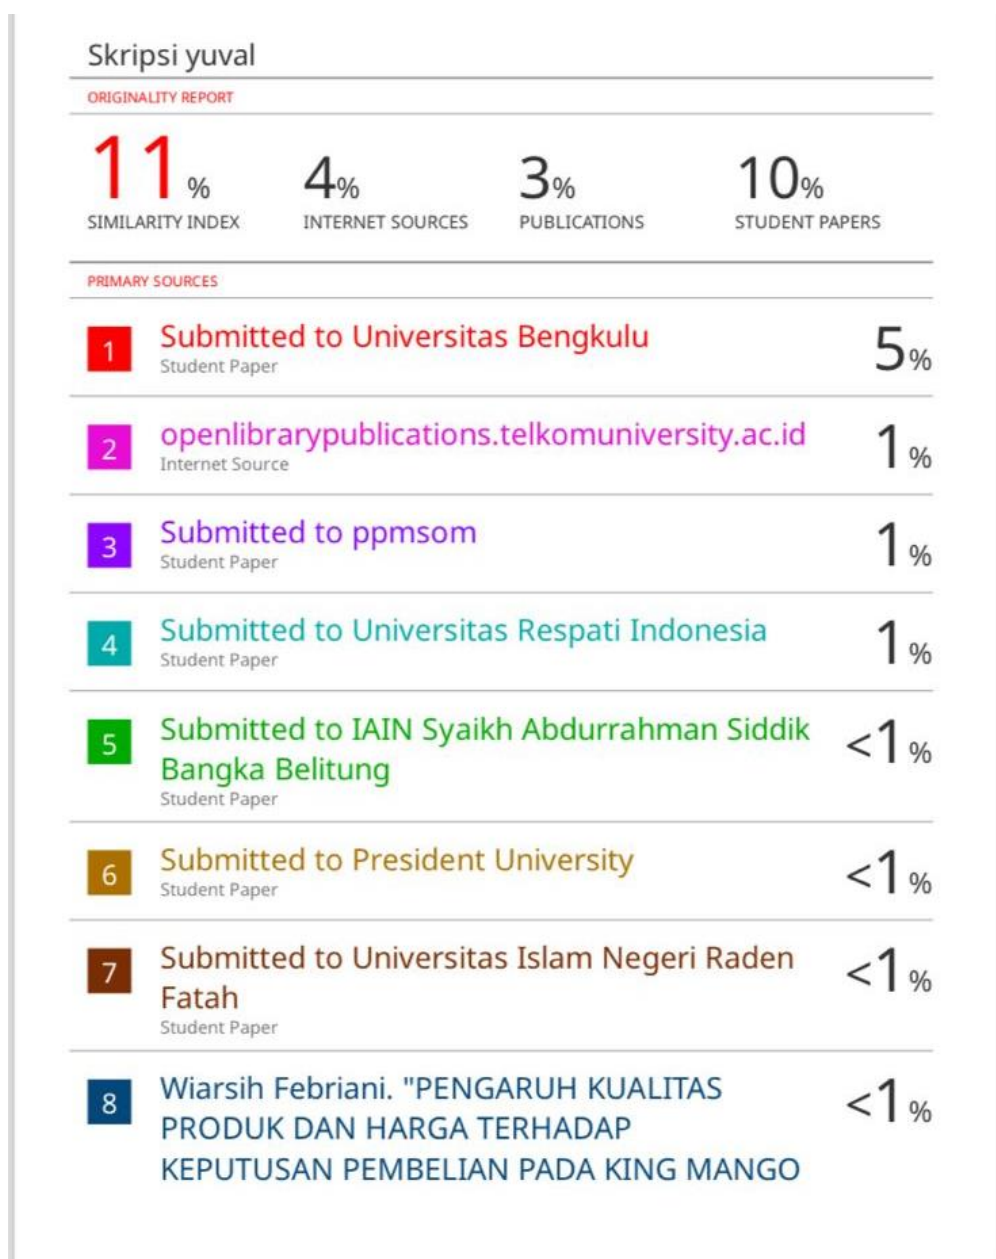 Skripsi yuval
ORIGINALITY REPORT
11% 4% 3% 10%
SIMILARITY INDEX INTERNET SOURCES PUBLICATIONS STUDENT PAPERS
PRIMARY SOURCES
1 Submitted to Universitas Bengkulu 5%
Student Paper
2 openlibrarypublications.telkomuniversity.ac.id 1%
Internet Source
3 Submitted to ppmsom 1%
Student Paper
4 Submitted to Universitas Respati Indonesia 1%
Student Paper
5 Submitted to IAIN Syaikh Abdurrahman Siddik <1%
Bangka Belitung
Student Paper
6 Submitted to President University <1%
Student Paper
7 Submitted to Universitas Islam Negeri Raden <1%
Fatah
Student Paper
8 Wiarsih Febriani. "PENGARUH KUALITAS <1%
PRODUK DAN HARGA TERHADAP
KEPUTUSAN PEMBELIAN PADA KING MANGO